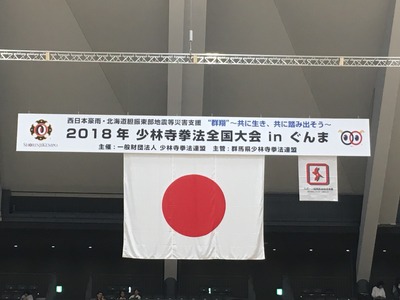 西日本豪雨・北海道胆振東部地震等災害支援 “群翔”～共に生き、共に踏み出そう～
2018年 少林寺拳法全国大会 in ぐんま
主催：一般財団法人 少林寺拳法連盟 主管：群馬県少林寺拳法連盟
SHORINJI KEMPO